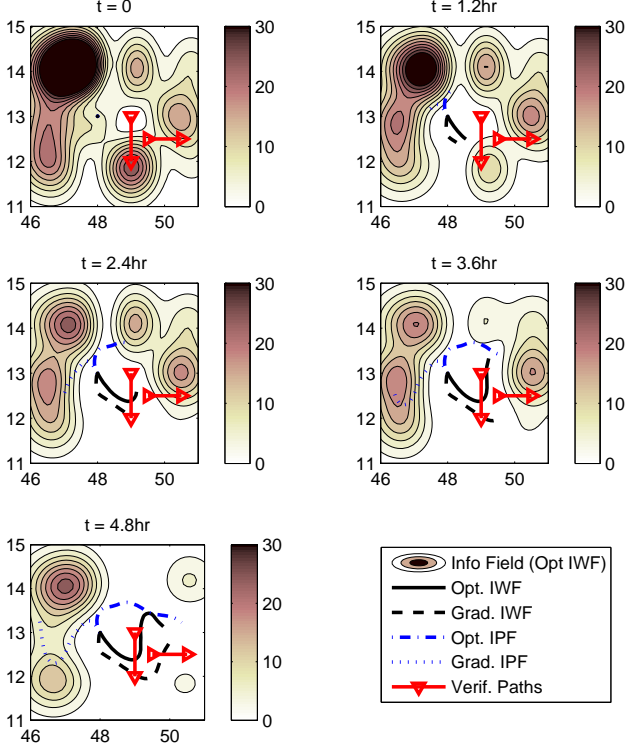 t = 0
15
14
13
12
11
46 48 50
30
20
10
0
t = 1.2hr
15
14
13
12
11
46 48 50
30
20
10
0
t = 2.4hr
15
14
13
12
11
46 48 50
30
20
10
0
t = 3.6hr
15
14
13
12
11
46 48 50
30
20
10
0
t = 4.8hr
15
14
13
12
11
46 48 50
30
20
10
0
Info Field (Opt IWF)
Opt. IWF
Grad. IWF
Opt. IPF
Grad. IPF
Verif. Paths